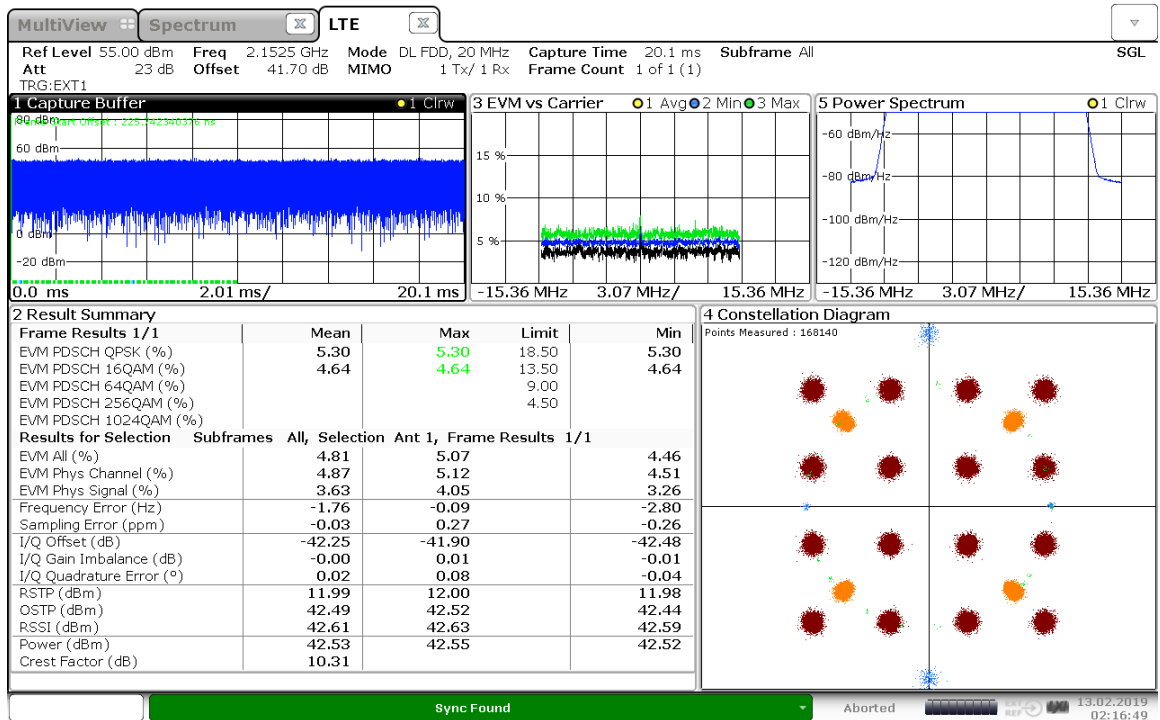 MultiView Spectrum LTE
Ref Level 55.00 dBm Freq 2.1525 GHz Mode DL FDD, 20 MHz Capture Time 20.1 ms Subframe All SGL
Att 23 dB Offset 41.70 dB MIMO 1 Tx/ 1 Rx Frame Count 1 of 1 (1)
TRG:EXT1
1 Capture Buffer 1 Clrw
80 dBm
Frame Start Offset : 225.342340376 ns
60 dBm
0 dBm
-20 dBm
0.0 ms 2.01 ms/ 20.1 ms
3 EVM vs Carrier 1 Avg 2 Min 3 Max
15 %
10 %
5 %
-15.36 MHz 3.07 MHz/ 15.36 MHz
5 Power Spectrum 1 Clrw
-60 dBm/Hz
-80 dBm/Hz
-100 dBm/Hz
-120 dBm/Hz
-15.36 MHz 3.07 MHz/ 15.36 MHz
2 Result Summary
Frame Results 1/1 Mean Max Limit Min
EVM PDSCH QPSK (%) 5.30 5.30 18.50 5.30
EVM PDSCH 16QAM (%) 4.64 4.64 13.50 4.64
EVM PDSCH 64QAM (%) 9.00
EVM PDSCH 256QAM (%) 4.50
EVM PDSCH 1024QAM (%)
Results for Selection Subframes All, Selection Ant 1, Frame Results 1/1
EVM All (%) 4.81 5.07 4.46
EVM Phys Channel (%) 4.87 5.12 4.51
EVM Phys Signal (%) 3.63 4.05 3.26
Frequency Error (Hz) -1.76 -0.09 -2.80
Sampling Error (ppm) -0.03 0.27 -0.26
I/Q Offset (dB) -42.25 -41.90 -42.48
I/Q Gain Imbalance (dB) -0.00 0.01 -0.01
I/Q Quadrature Error (°) 0.02 0.08 -0.04
RSTP (dBm) 11.99 12.00 11.98
OSTP (dBm) 42.49 42.52 42.44
RSSI (dBm) 42.61 42.63 42.59
Power (dBm) 42.53 42.55 42.52
Crest Factor (dB) 10.31
4 Constellation Diagram
Points Measured : 168140
Sync Found
Aborted
13.02.2019
02:16:49